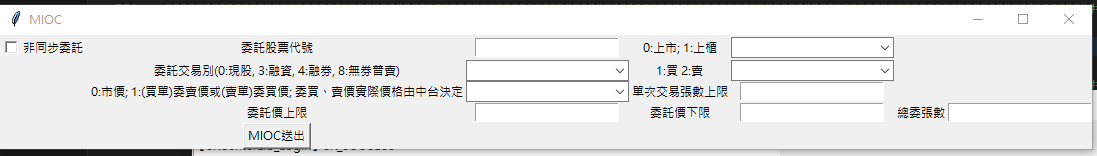 MIOC
非同步委託 委託股票代號 0:上市; 1:上櫃
委託交易別(0:現股, 3:融資, 4:融券, 8:無券普賣) 1:買 2:賣
0:市價; 1:(買單)委賣價或(賣單)委買價; 委買、賣價實際價格由中台決定 單次交易張數上限
委託價上限 委託價下限 總委張數
MIOC送出